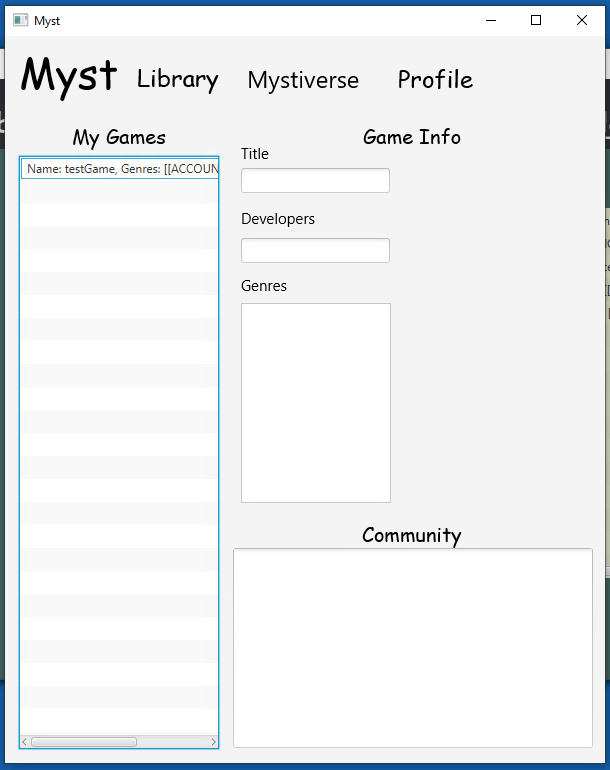 Myst
Myst Library Mystiverse Profile
My Games
Name: testGame, Genres: [[ACCOUN
Game Info
Title
Developers
Genres
Community